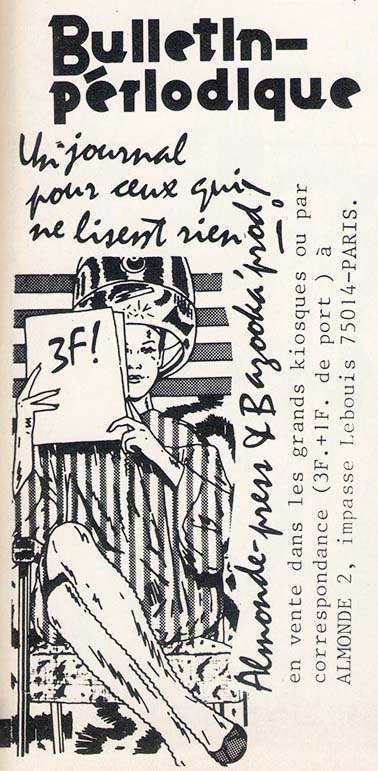 Bulletin-
périodique
Un journal
pour ceux qui
ne lisent rien!
3F!
Almonde-press & Bazooka prod
en vente dans les grands kiosques ou par
correspondance (3F.+1F. de port ) à
ALMONDE 2, impasse Lebouis 75014-PARIS.